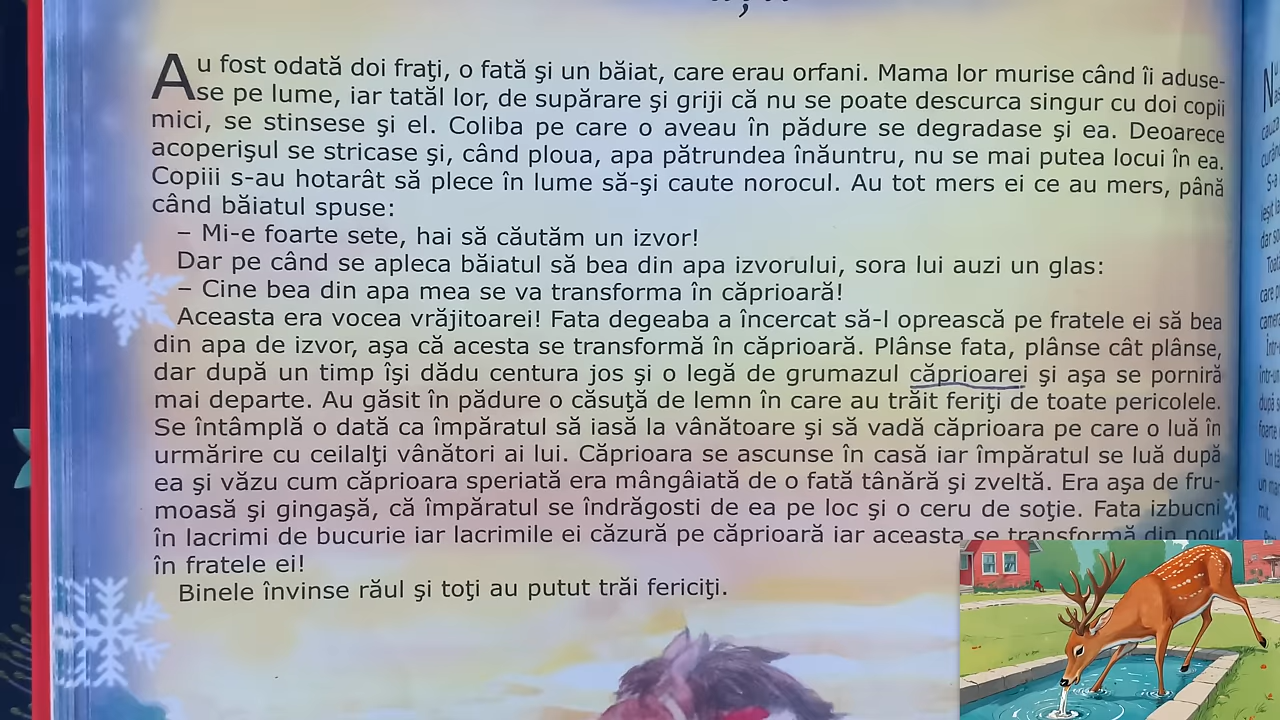 Au fost odată doi fraţi, o fată şi un băiat, care erau orfani. Mama lor murise când îi aduse-
se pe lume, iar tatăl lor, de supărare şi griji că nu se poate descurca singur cu doi copii
mici, se stinsese şi el. Coliba pe care o aveau în pădure se degradase şi ea. Deoarece
acoperişul se stricase şi, când ploua, apa pătrundea înăuntru, nu se mai putea locui în ea.
Copiii s-au hotarât să plece în lume să-şi caute norocul. Au tot mers ei ce au mers, până
când băiatul spuse:
– Mi-e foarte sete, hai să căutăm un izvor!
Dar pe când se apleca băiatul să bea din apa izvorului, sora lui auzi un glas:
– Cine bea din apa mea se va transforma în căprioară!
Aceasta era vocea vrăjitoarei! Fata degeaba a încercat să-l oprească pe fratele ei să bea
din apa de izvor, aşa că acesta se transformă în căprioară. Plânse fata, plânse cât plânse,
dar după un timp îşi dădu centura jos şi o legă de grumazul căprioarei şi aşa se porniră
mai departe. Au găsit în pădure o căsuţă de lemn în care au trăit feriţi de toate pericolele.
Se întâmplă o dată ca împăratul să iasă la vânătoare şi să vadă căprioara pe care o luă în
urmărire cu ceilalţi vânători ai lui. Căprioara se ascunse în casă iar împăratul se luă după
ea şi văzu cum căprioara speriată era mângâiată de o fată tânără şi zveltă. Era aşa de fru-
moasă şi gingaşă, că împăratul se îndrăgosti de ea pe loc şi o ceru de soţie. Fata izbucni
în lacrimi de bucurie iar lacrimile ei căzură pe căprioară iar aceasta se transformă din nou
în fratele ei!
Binele învinse răul şi toţi au putut trăi fericiţi.